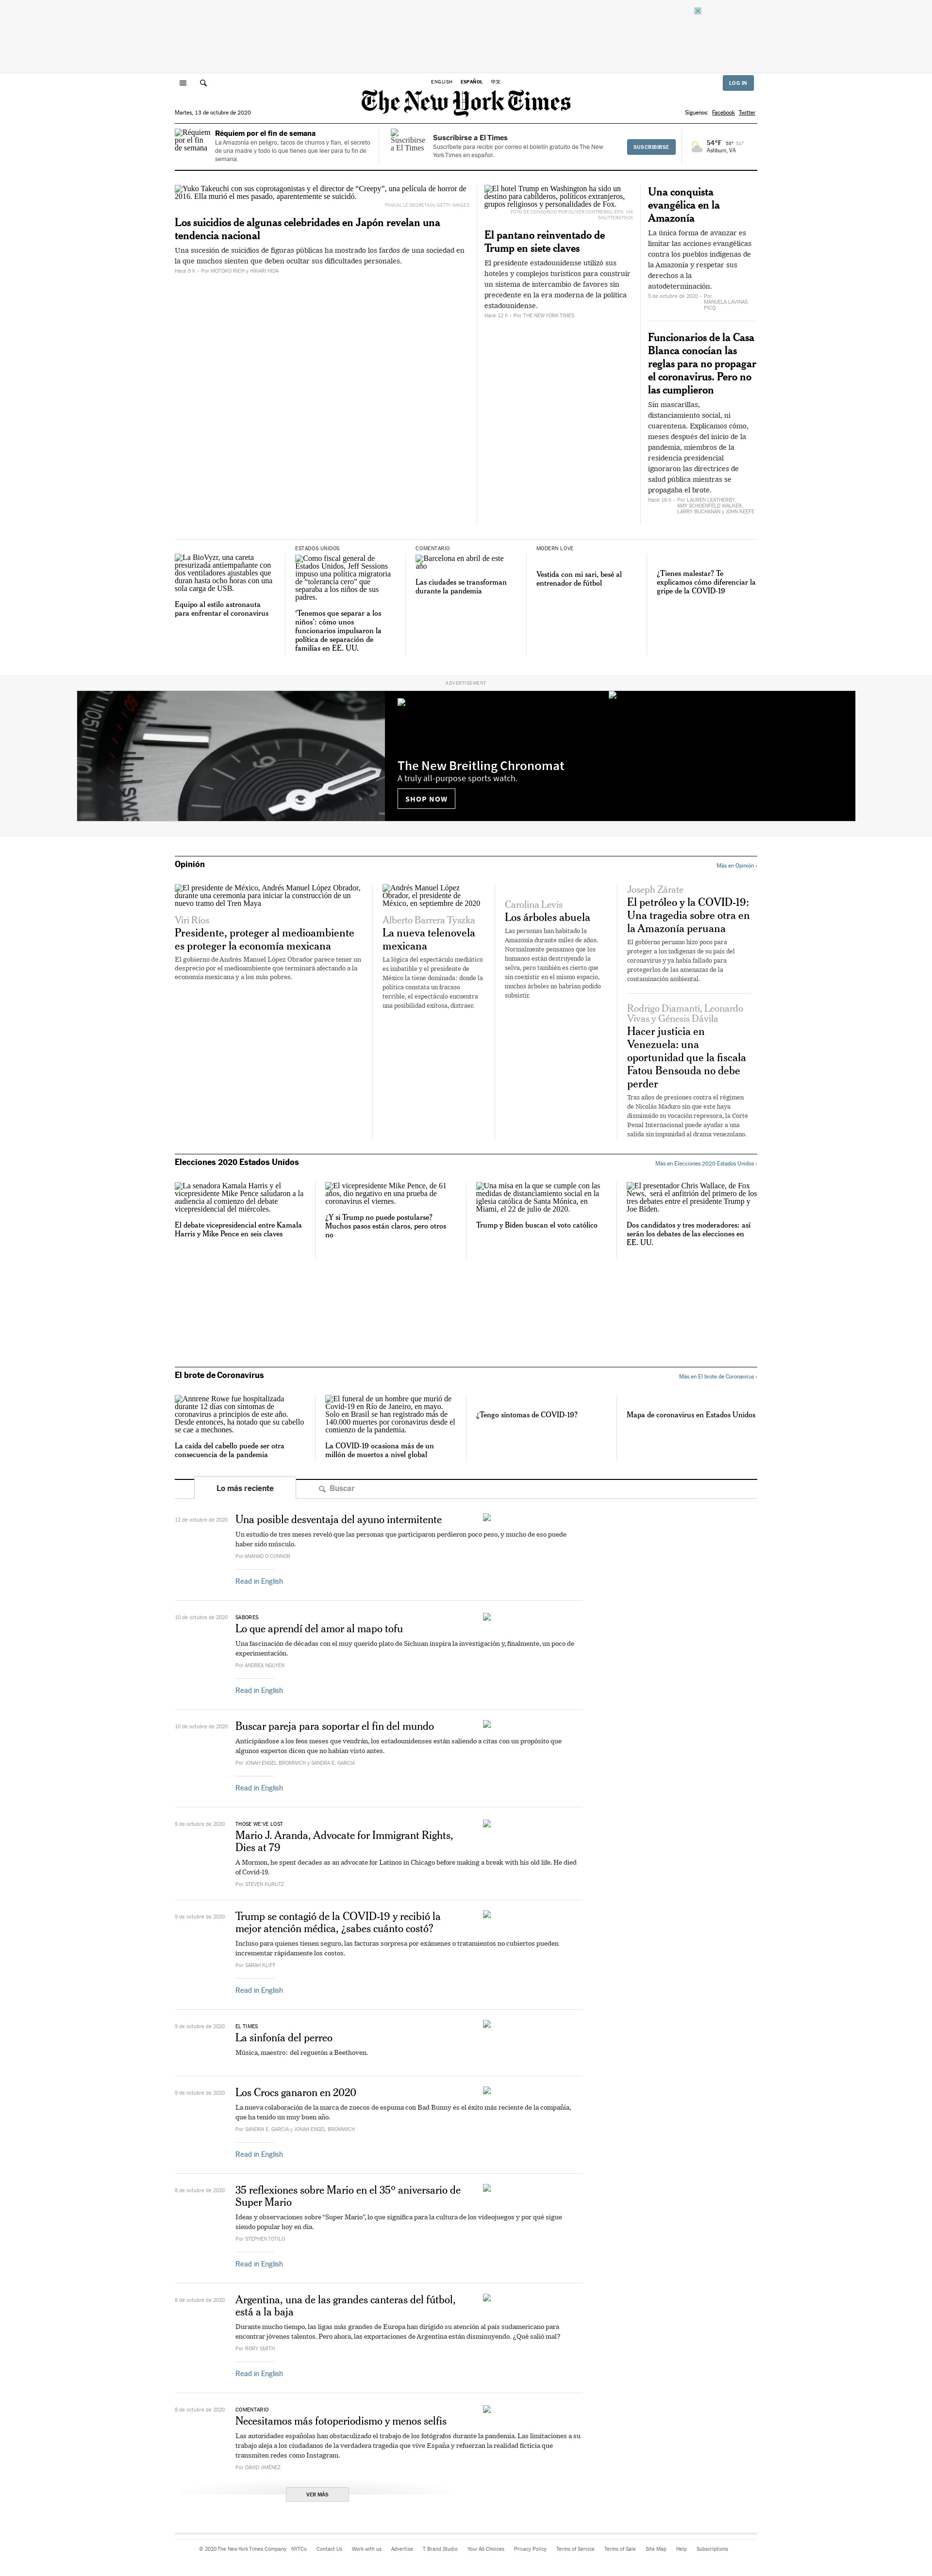 ENGLISH ESPAÑOL 中文
LOG IN
The New York Times
Martes, 13 de octubre de 2020
Síguenos: Facebook Twitter
Réquiem por el fin de semana
Réquiem por el fin de semana
La Amazonía en peligro, tacos de churros y flan, el secreto
de una madre y todo lo que tienes que leer para tu fin de
semana.
Suscribirse a El Times
Suscribirse a El Times
Suscríbete para recibir por correo el boletín gratuito de The New
York Times en español.
SUSCRIBIRSE
54°F 58° 54°
Ashburn, VA
Yuko Takeuchi con sus coprotagonistas y el director de “Creepy”, una película de horror de
2016. Ella murió el mes pasado, aparentemente se suicidó.
PASCAL LE SEGRETAIN/GETTY IMAGES
Los suicidios de algunas celebridades en Japón revelan una
tendencia nacional
Una sucesión de suicidios de figuras públicas ha mostrado los fardos de una sociedad en
la que muchos sienten que deben ocultar sus dificultades personales.
Hace 9 h – Por MOTOKO RICH y HIKARI HIDA
El hotel Trump en Washington ha sido un
destino para cabilderos, políticos extranjeros,
grupos religiosos y personalidades de Fox.
FOTO DE CONSORCIO POR OLIVER CONTRERAS/EPA, VÍA
SHUTTERSTOCK
El pantano reinventado de
Trump en siete claves
El presidente estadounidense utilizó sus
hoteles y complejos turísticos para construir
un sistema de intercambio de favores sin
precedente en la era moderna de la política
estadounidense.
Hace 12 h – Por THE NEW YORK TIMES
Una conquista
evangélica en la
Amazonía
La única forma de avanzar es
limitar las acciones evangélicas
contra los pueblos indígenas de
la Amazonia y respetar sus
derechos a la
autodeterminación.
5 de octubre de 2020 – Por
MANUELA LAVINAS
PICQ
Funcionarios de la Casa
Blanca conocían las
reglas para no propagar
el coronavirus. Pero no
las cumplieron
Sin mascarillas,
distanciamiento social, ni
cuarentena. Explicamos cómo,
meses después del inicio de la
pandemia, miembros de la
residencia presidencial
ignoraron las directrices de
salud pública mientras se
propagaba el brote.
Hace 16 h – Por LAUREN LEATHERBY,
AMY SCHOENFELD WALKER,
LARRY BUCHANAN y JOHN KEEFE
La BioVyzr, una careta
presurizada antiempañante con
dos ventiladores ajustables que
duran hasta ocho horas con una
sola carga de USB.
Equipo al estilo astronauta
para enfrentar el coronavirus
ESTADOS UNIDOS
Como fiscal general de
Estados Unidos, Jeff Sessions
impuso una política migratoria
de “tolerancia cero” que
separaba a los niños de sus
padres.
‘Tenemos que separar a los
niños’: cómo unos
funcionarios impulsaron la
política de separación de
familias en EE. UU.
COMENTARIO
Barcelona en abril de este
año
Las ciudades se transforman
durante la pandemia
MODERN LOVE
Vestida con mi sari, besé al
entrenador de fútbol
¿Tienes malestar? Te
explicamos cómo diferenciar la
gripe de la COVID-19
ADVERTISEMENT
The New Breitling Chronomat
A truly all-purpose sports watch.
SHOP NOW
Opinión
Más en Opinión ›
El presidente de México, Andrés Manuel López Obrador,
durante una ceremonia para iniciar la construcción de un
nuevo tramo del Tren Maya
Viri Ríos
Presidente, proteger al medioambiente
es proteger la economía mexicana
El gobierno de Andrés Manuel López Obrador parece tener un
desprecio por el medioambiente que terminará afectando a la
economía mexicana y a los más pobres.
Andrés Manuel López
Obrador, el presidente de
México, en septiembre de 2020
Alberto Barrera Tyszka
La nueva telenovela
mexicana
La lógica del espectáculo mediático
es imbatible y el presidente de
México la tiene dominada: donde la
política constata un fracaso
terrible, el espectáculo encuentra
una posibilidad exitosa, distraer.
Carolina Levis
Los árboles abuela
Las personas han habitado la
Amazonia durante miles de años.
Normalmente pensamos que los
humanos están destruyendo la
selva, pero también es cierto que
sin coexistir en el mismo espacio,
muchos árboles no habrían podido
subsistir.
Joseph Zárate
El petróleo y la COVID-19:
Una tragedia sobre otra en
la Amazonía peruana
El gobierno peruano hizo poco para
proteger a los indígenas de su país del
coronavirus y ya había fallado para
protegerlos de las amenazas de la
contaminación ambiental.
Rodrigo Diamanti, Leonardo
Vivas y Génesis Dávila
Hacer justicia en
Venezuela: una
oportunidad que la fiscala
Fatou Bensouda no debe
perder
Tras años de presiones contra el régimen
de Nicolás Maduro sin que este haya
disminuido su vocación represora, la Corte
Penal Internacional puede ayudar a una
salida sin impunidad al drama venezolano.
Elecciones 2020 Estados Unidos
Más en Elecciones 2020 Estados Unidos ›
La senadora Kamala Harris y el
vicepresidente Mike Pence saludaron a la
audiencia al comienzo del debate
vicepresidencial del miércoles.
El debate vicepresidencial entre Kamala
Harris y Mike Pence en seis claves
El vicepresidente Mike Pence, de 61
años, dio negativo en una prueba de
coronavirus el viernes.
¿Y si Trump no puede postularse?
Muchos pasos están claros, pero otros
no
Una misa en la que se cumple con las
medidas de distanciamiento social en la
iglesia católica de Santa Mónica, en
Miami, el 22 de julio de 2020.
Trump y Biden buscan el voto católico
El presentador Chris Wallace, de Fox
News, será el anfitrión del primero de los
tres debates entre el presidente Trump y
Joe Biden.
Dos candidatos y tres moderadores: así
serán los debates de las elecciones en
EE. UU.
El brote de Coronavirus
Más en El brote de Coronavirus ›
Annrene Rowe fue hospitalizada
durante 12 días con síntomas de
coronavirus a principios de este año.
Desde entonces, ha notado que su cabello
se cae a mechones.
La caída del cabello puede ser otra
consecuencia de la pandemia
El funeral de un hombre que murió de
Covid-19 en Río de Janeiro, en mayo.
Solo en Brasil se han registrado más de
140.000 muertes por coronavirus desde el
comienzo de la pandemia.
La COVID-19 ocasiona más de un
millón de muertos a nivel global
¿Tengo síntomas de COVID-19?
Mapa de coronavirus en Estados Unidos
Lo más reciente
Buscar
12 de octubre de 2020
Una posible desventaja del ayuno intermitente
Un estudio de tres meses reveló que las personas que participaron perdieron poco peso, y mucho de eso puede
haber sido músculo.
Por ANAHAD O'CONNOR
Read in English
10 de octubre de 2020
SABORES
Lo que aprendí del amor al mapo tofu
Una fascinación de décadas con el muy querido plato de Sichuan inspira la investigación y, finalmente, un poco de
experimentación.
Por ANDREA NGUYEN
Read in English
10 de octubre de 2020
Buscar pareja para soportar el fin del mundo
Anticipándose a los feos meses que vendrán, los estadounidenses están saliendo a citas con un propósito que
algunos expertos dicen que no habían visto antes.
Por JONAH ENGEL BROMWICH y SANDRA E. GARCIA
Read in English
9 de octubre de 2020
THOSE WE'VE LOST
Mario J. Aranda, Advocate for Immigrant Rights,
Dies at 79
A Mormon, he spent decades as an advocate for Latinos in Chicago before making a break with his old life. He died
of Covid-19.
Por STEVEN KURUTZ
9 de octubre de 2020
Trump se contagió de la COVID-19 y recibió la
mejor atención médica, ¿sabes cuánto costó?
Incluso para quienes tienen seguro, las facturas sorpresa por exámenes o tratamientos no cubiertos pueden
incrementar rápidamente los costos.
Por SARAH KLIFF
Read in English
9 de octubre de 2020
EL TIMES
La sinfonía del perreo
Música, maestro: del reguetón a Beethoven.
9 de octubre de 2020
Los Crocs ganaron en 2020
La nueva colaboración de la marca de zuecos de espuma con Bad Bunny es el éxito más reciente de la compañía,
que ha tenido un muy buen año.
Por SANDRA E. GARCIA y JONAH ENGEL BROMWICH
Read in English
8 de octubre de 2020
35 reflexiones sobre Mario en el 35º aniversario de
Super Mario
Ideas y observaciones sobre “Super Mario”, lo que significa para la cultura de los videojuegos y por qué sigue
siendo popular hoy en día.
Por STEPHEN TOTILO
Read in English
8 de octubre de 2020
Argentina, una de las grandes canteras del fútbol,
está a la baja
Durante mucho tiempo, las ligas más grandes de Europa han dirigido su atención al país sudamericano para
encontrar jóvenes talentos. Pero ahora, las exportaciones de Argentina están disminuyendo. ¿Qué salió mal?
Por RORY SMITH
Read in English
8 de octubre de 2020
COMENTARIO
Necesitamos más fotoperiodismo y menos selfis
Las autoridades españolas han obstaculizado el trabajo de los fotógrafos durante la pandemia. Las limitaciones a su
trabajo aleja a los ciudadanos de la verdadera tragedia que vive España y refuerzan la realidad ficticia que
transmiten redes como Instagram.
Por DAVID JIMÉNEZ
VER MÁS
© 2020 The New York Times Company NYTCo Contact Us Work with us Advertise T Brand Studio Your Ad Choices Privacy Policy Terms of Service Terms of Sale Site Map Help Subscriptions